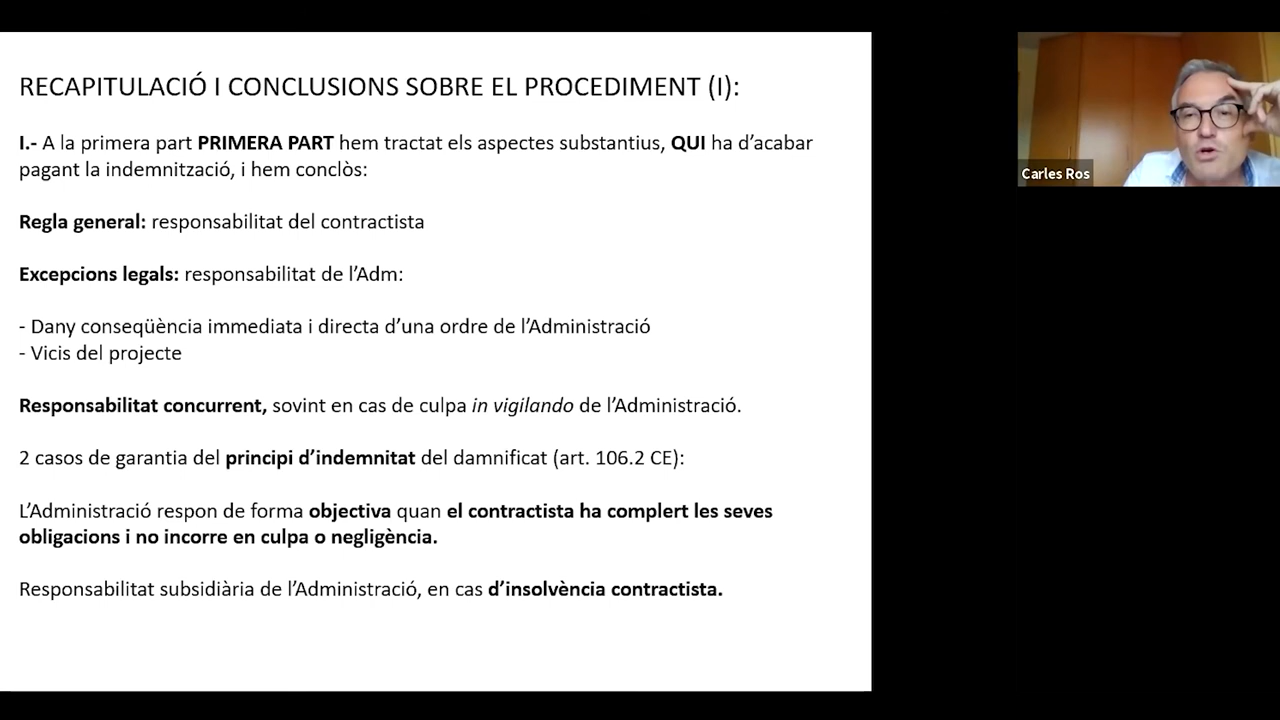 RECAPITULACIÓ I CONCLUSIONS SOBRE EL PROCEDIMENT (I):
I.- A la primera part PRIMERA PART hem tractat els aspectes substantius, QUI ha d’acabar
pagant la indemnització, i hem conclòs:
Regla general: responsabilitat del contractista
Excepcions legals: responsabilitat de l’Adm:
- Dany conseqüència immediata i directa d’una ordre de l’Administració
- Vicis del projecte
Responsabilitat concurrent, sovint en cas de culpa in vigilando de l’Administració.
2 casos de garantia del principi d’indemnitat del damnificat (art. 106.2 CE):
L’Administració respon de forma objectiva quan el contractista ha complert les seves
obligacions i no incorre en culpa o negligència.
Responsabilitat subsidiària de l’Administració, en cas d’insolvència contractista.
Carles Ros